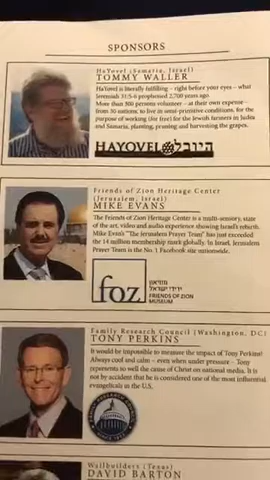 SPONSORS
HaYovel (Samaria, Israel)
TOMMY WALLER
HaYovel is literally fulfilling – right before your eyes – what
Jeremiah 31:5-6 prophesied 2,700 years ago.
More than 800 persons volunteer – at their own expense -
from 30 nations, to live in semi-primitive conditions, for the
purpose of working (for free) for the Jewish farmers in Judea
and Samaria, planting, pruning and harvesting the grapes.
HAYOVEL היובל
Friends of Zion Heritage Center
(Jerusalem, Israel)
MIKE EVANS
The Friends of Zion Heritage Center is a multi-sensory, state
of the art, video and audio experience showing Israel's rebirth.
Mike Evans' "The Jerusalem Prayer Team" has just exceeded
the 14 million membership mark globally. In Israel, Jerusalem
Prayer Team is the No. 1 Facebook site nationwide.
foz
מוזיאון
ידידי ישראל
FRIENDS OF ZION
MUSEUM
Family Research Council (Washington, DC)
TONY PERKINS
It would be impossible to measure the impact of Tony Perkins!
Always cool and calm - even when under pressure - Tony
represents so well the cause of Christ on national media. It is
no by accident that he is considered one of the most influential
evangelicals in the U.S.
Wallbuilders (Texas)
DAVID BARTON